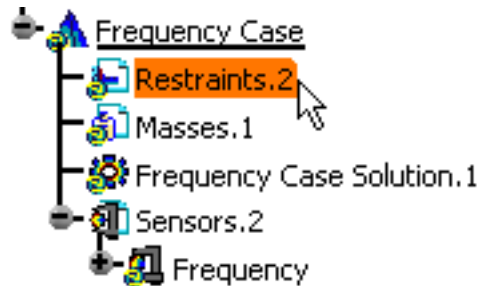 Frequency Case
Restraints.2
Masses.1
Frequency Case Solution.1
Sensors.2
Frequency